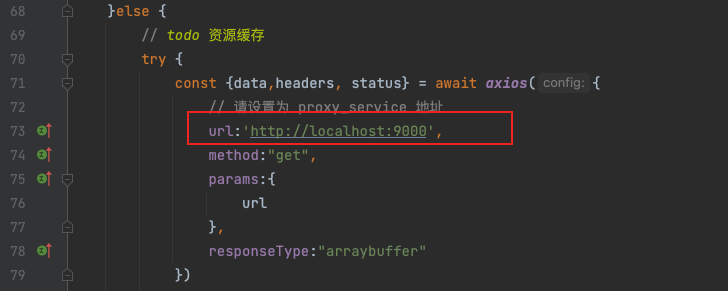 68 }else {
69 // todo 资源缓存
70 try {
71 const {data,headers, status} = await axios( config: {
72 // 请设置为 proxy_service 地址
73 url:'http://localhost:9000',
74 method:"get",
75 params:{
76 url
77 },
78 responseType:"arraybuffer"
79 })